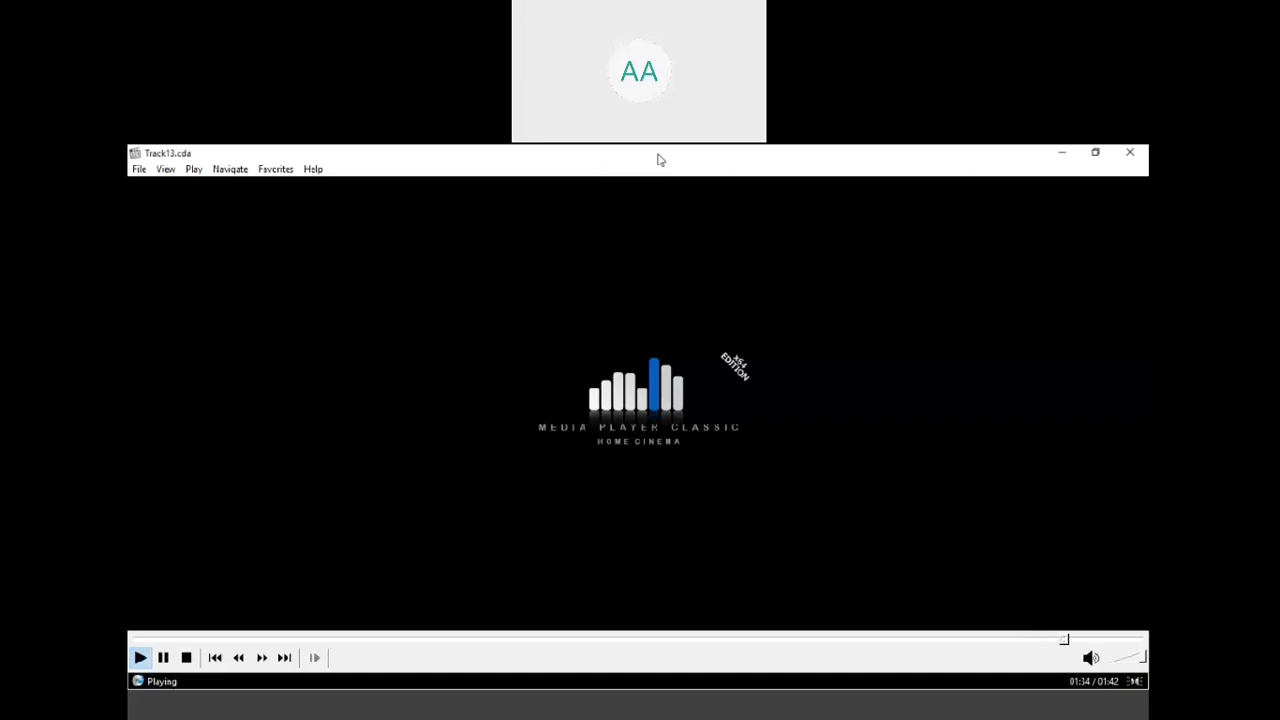 AA
Track13.cda
File View Play Navigate Favorites Help
x64
EDITION
MEDIA PLAYER CLASSIC
HOME CINEMA
Playing
01:34 / 01:42